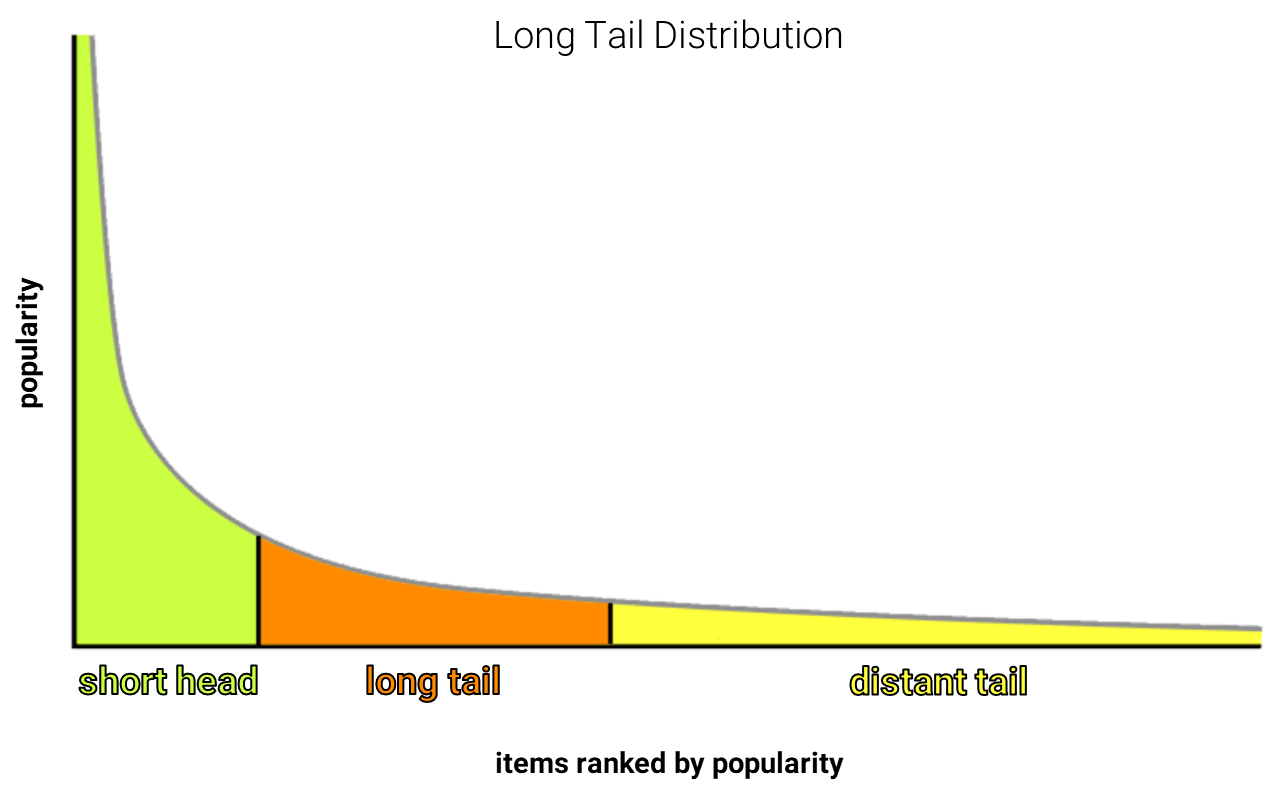 Long Tail Distribution
popularity
short head
long tail
distant tail
items ranked by popularity